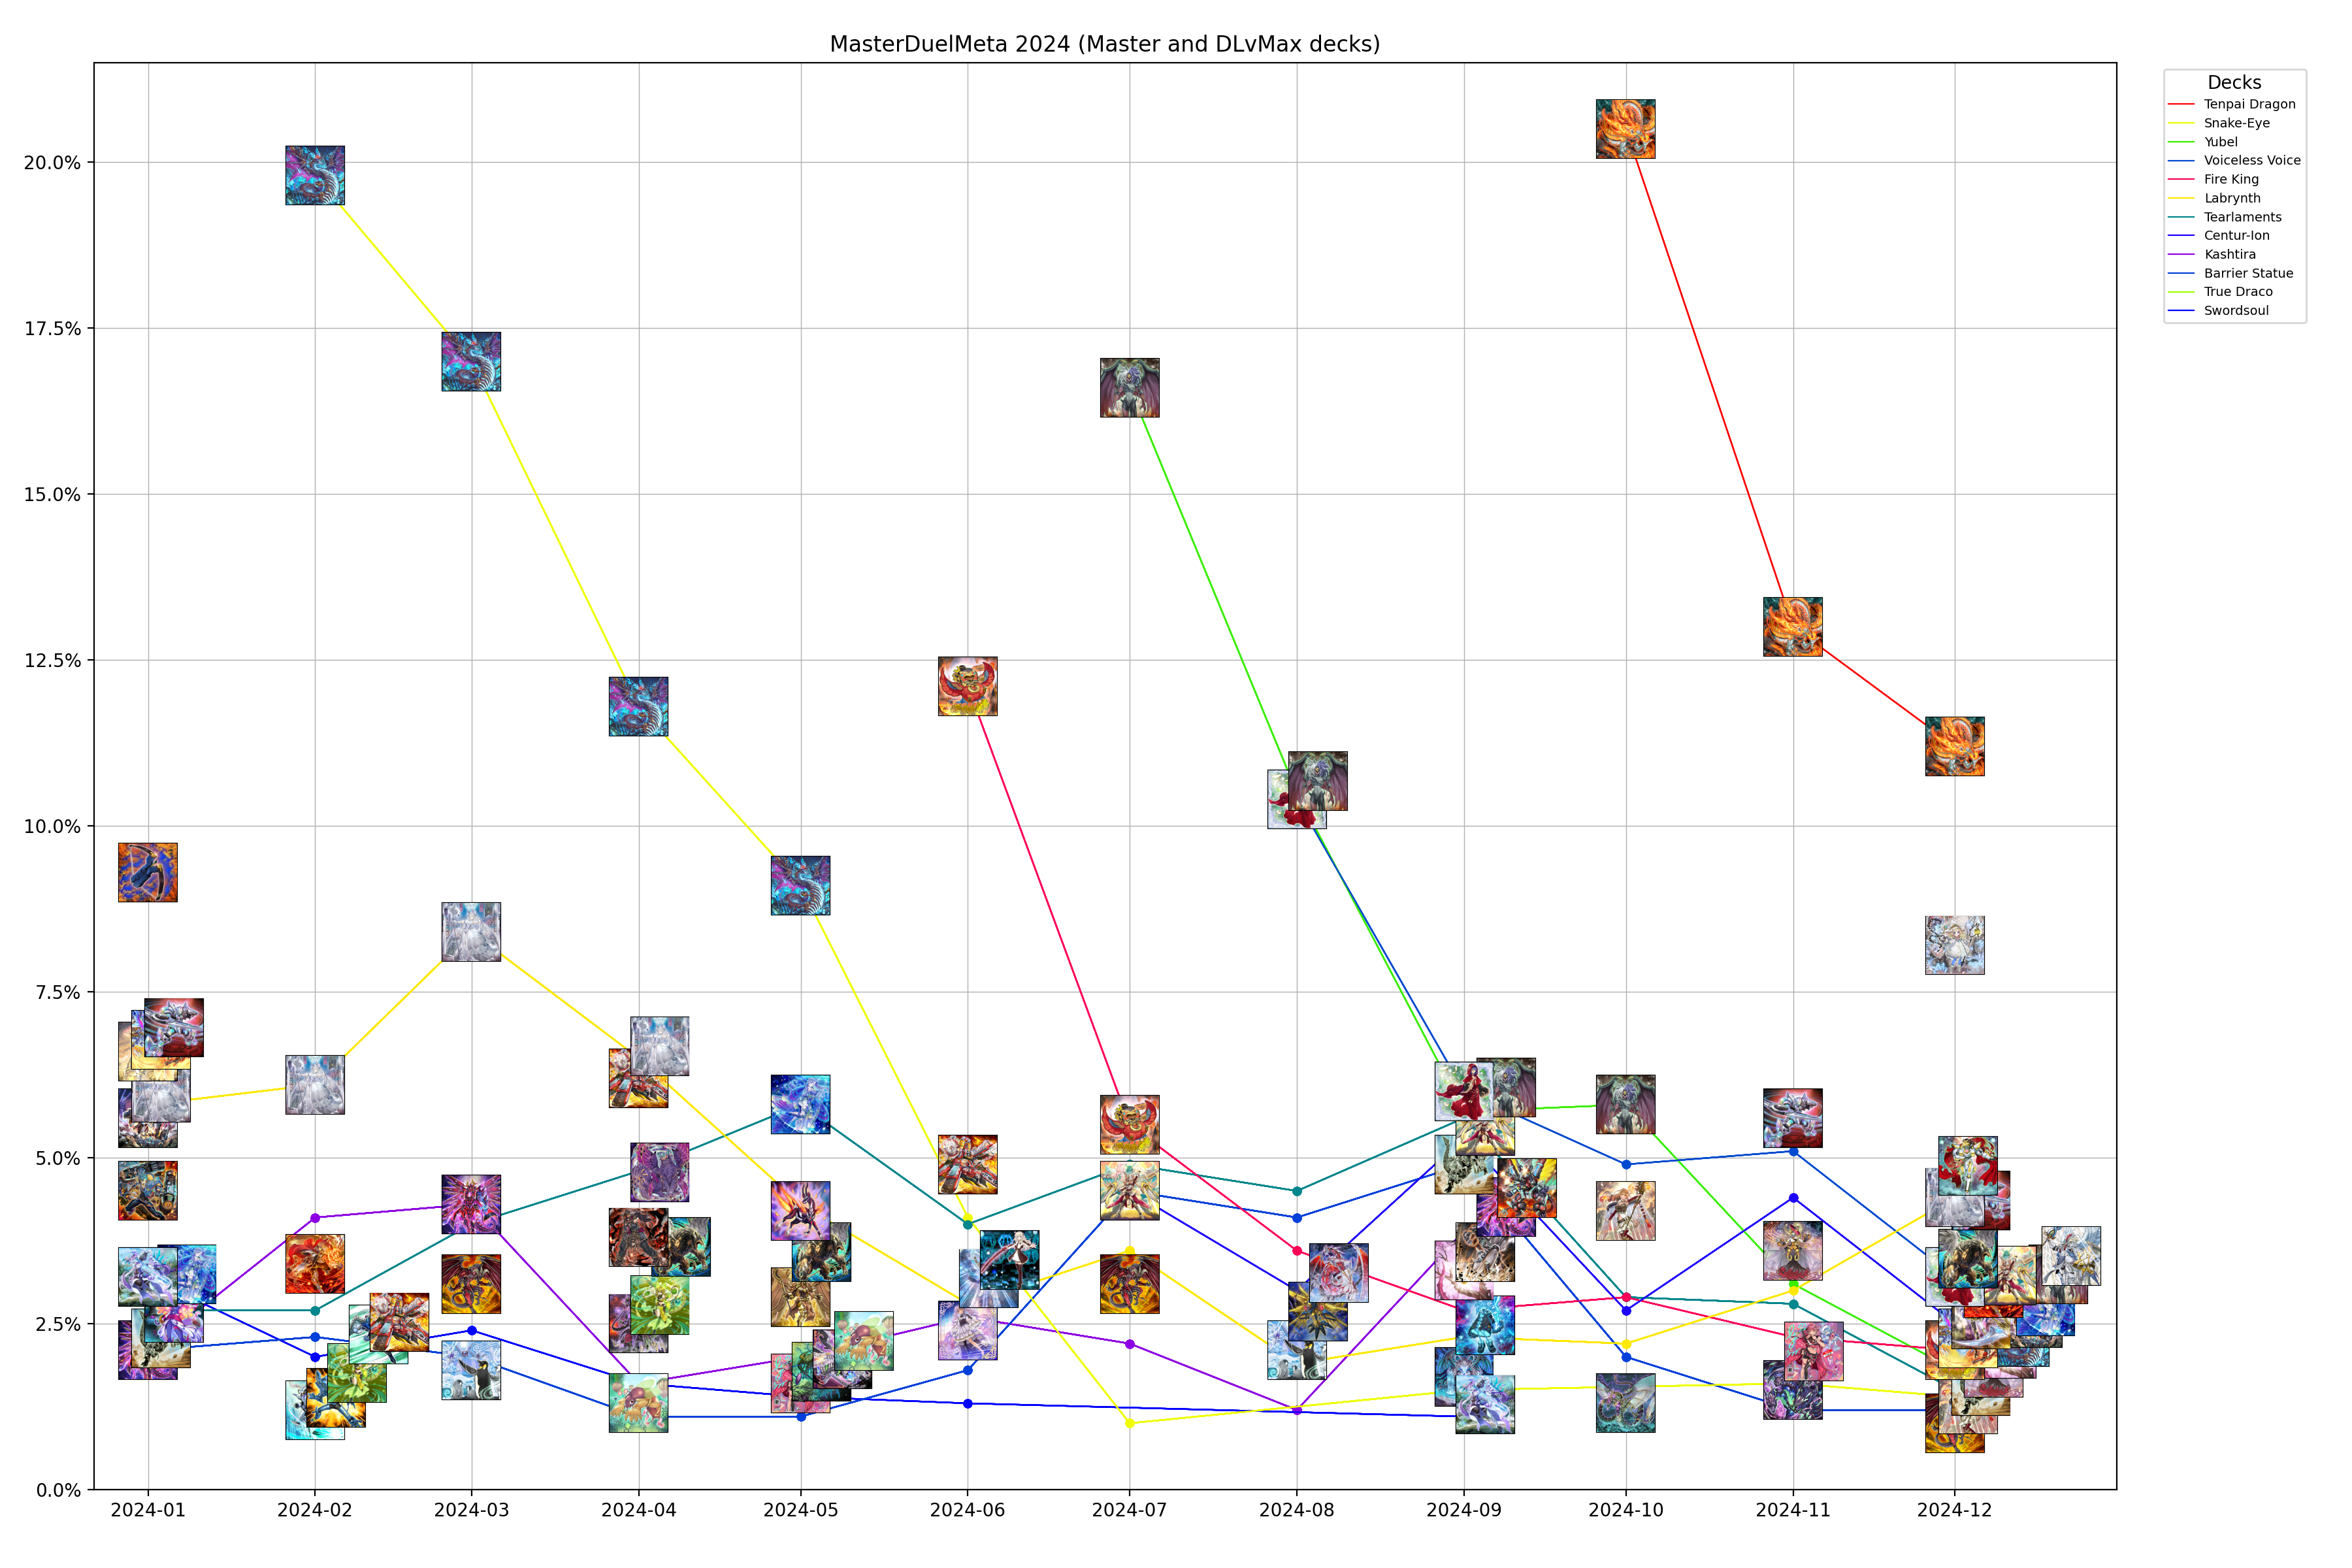 MasterDuelMeta 2024 (Master and DLvMax decks)
20.0%
17.5%
15.0%
12.5%
10.0%
7.5%
5.0%
2.5%
0.0%
2024-01
2024-02
2024-03
2024-04
2024-05
2024-06
2024-07
2024-08
2024-09
2024-10
2024-11
2024-12
Decks
Tenpai Dragon
Snake-Eye
Yubel
Voiceless Voice
Fire King
Labrynth
Tearlaments
Centur-Ion
Kashtira
Barrier Statue
True Draco
Swordsoul